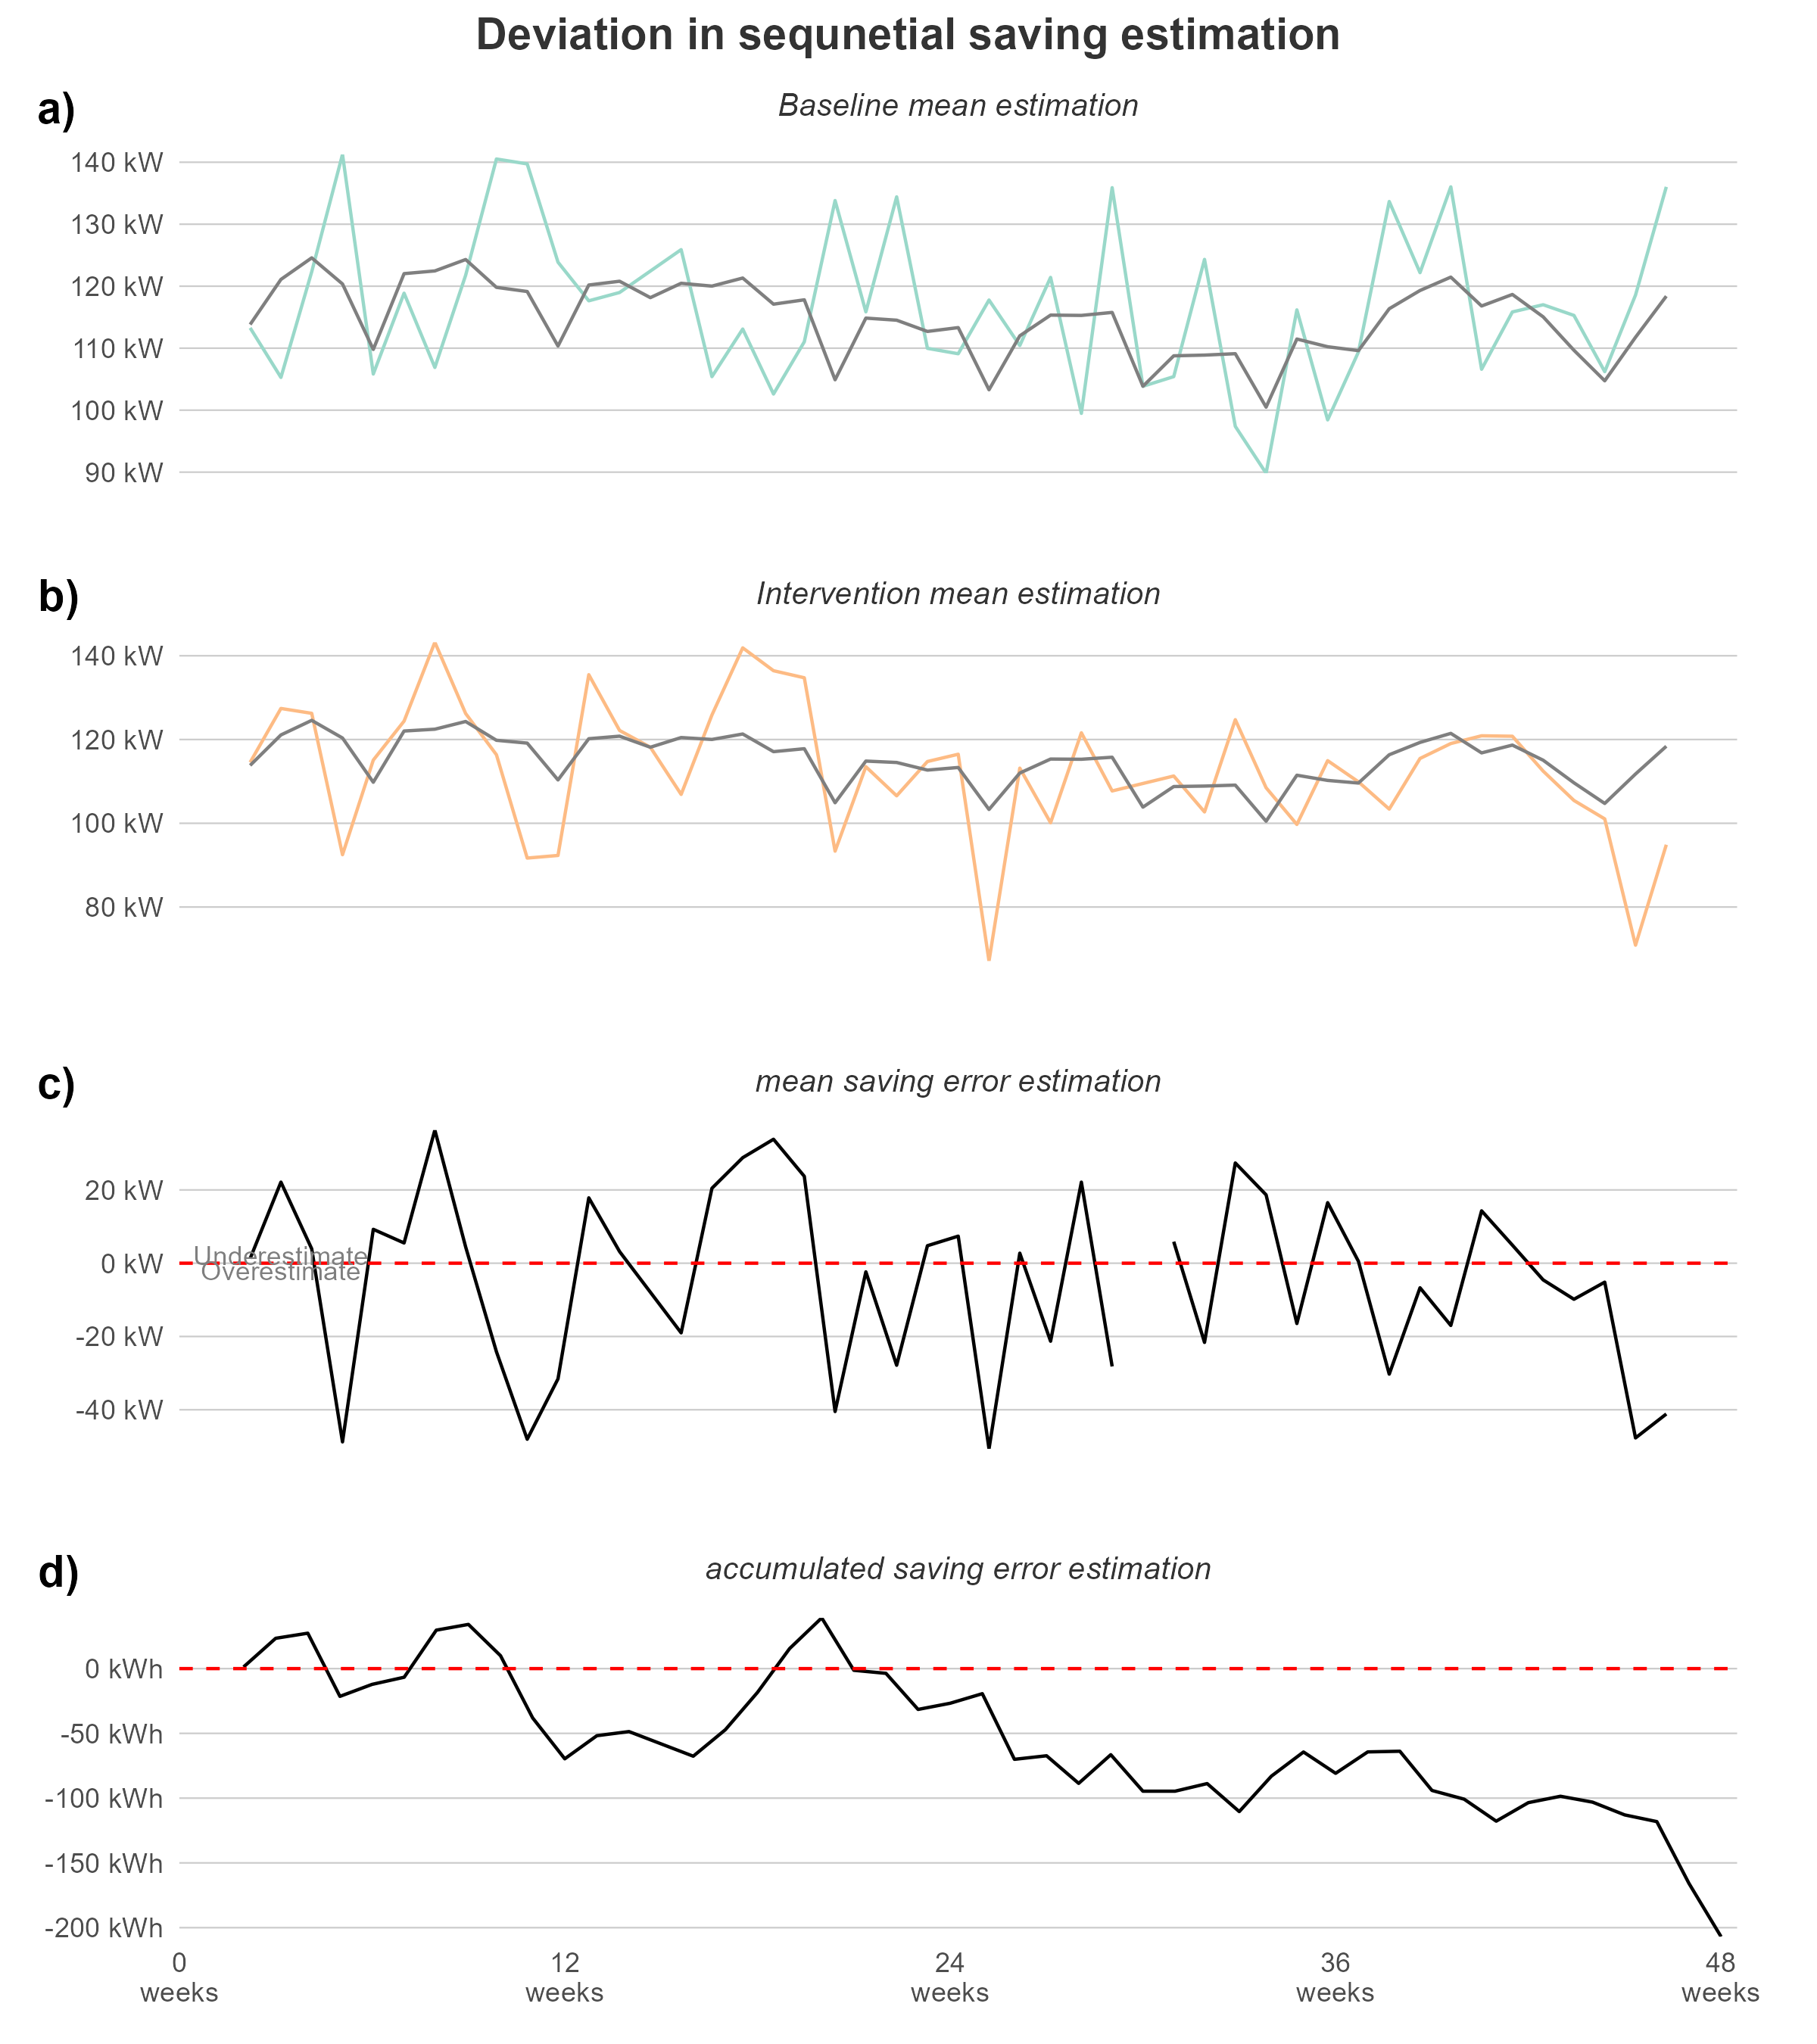 Deviation in sequnetial saving estimation
a)
Baseline mean estimation
140 kW
130 kW
120 kW
110 kW
100 kW
90 kW
b)
Intervention mean estimation
140 kW
120 kW
100 kW
80 kW
c)
mean saving error estimation
20 kW
Underestimate
0 kW
Overestimate
-20 kW
-40 kW
d)
accumulated saving error estimation
0 kWh
-50 kWh
-100 kWh
-150 kWh
-200 kWh
0 12 24 36 48
weeks weeks weeks weeks weeks